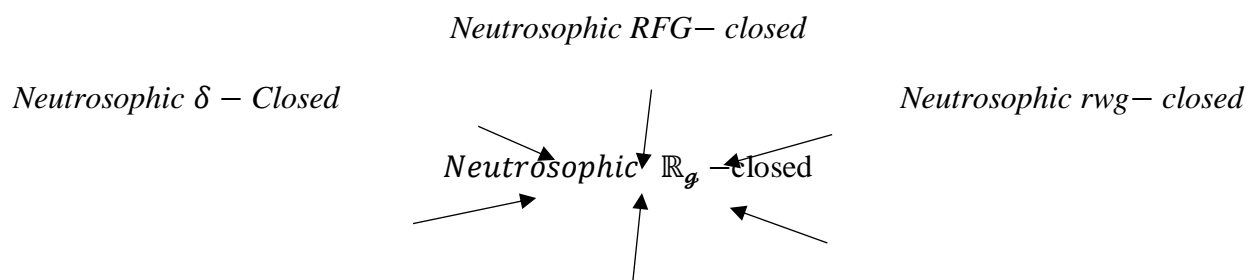 Neutrosophic RFG− closed
Neutrosophic δ − Closed
Neutrosophic rwg− closed
Neutrosophic ℝ𝓰 −closed